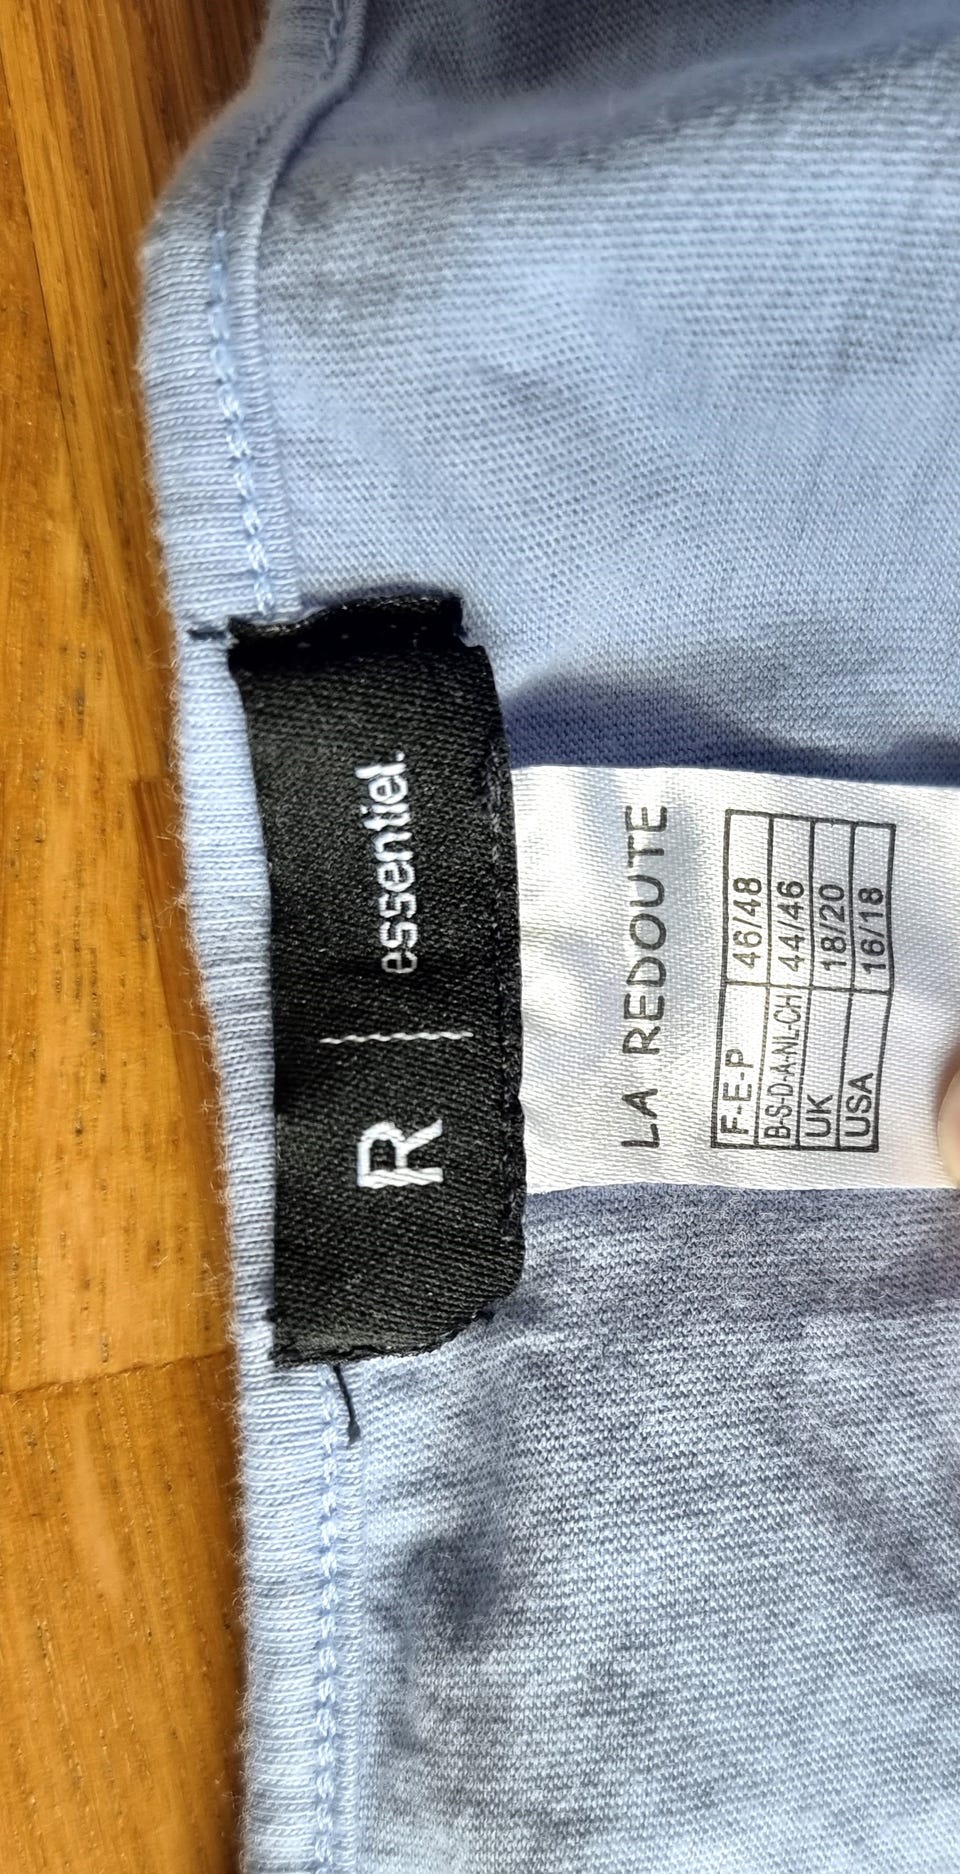 R | essentiel.
LA REDOUTE
F-E-P 46/48
B-S-D-A-NL-CH 44/46
UK 18/20
USA 16/18